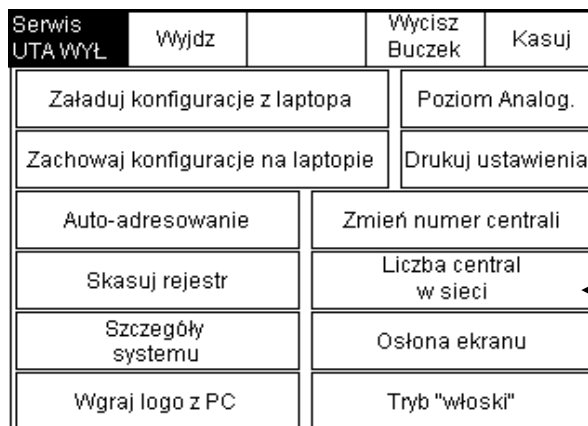 Serwis
UTA WYŁ
Wyjdz
Wycisz
Buczek
Kasuj
Załaduj konfiguracje z laptopa
Poziom Analog.
Zachowaj konfiguracje na laptopie
Drukuj ustawienia
Auto-adresowanie
Zmień numer centrali
Skasuj rejestr
Liczba central
w sieci
Szczegóły
systemu
Osłona ekranu
Wgraj logo z PC
Tryb "włoski"